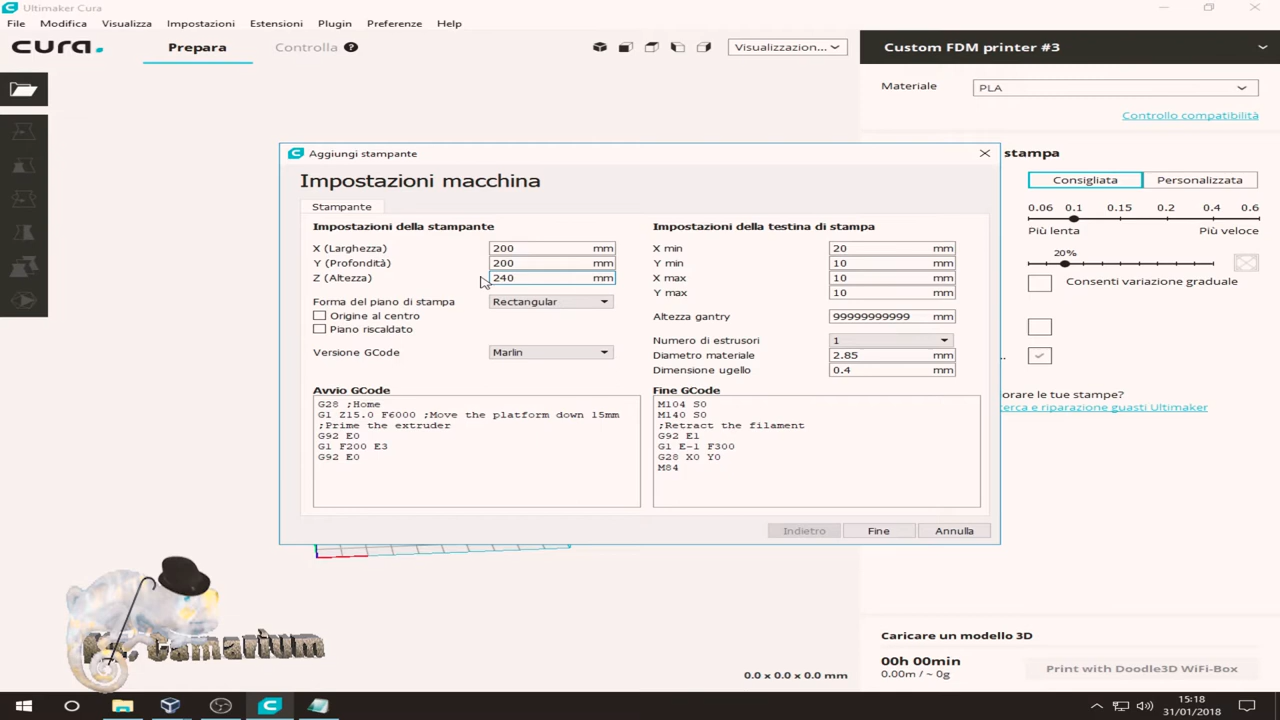 Ultimaker Cura
File Modifica Visualizza Impostazioni Estensioni Plugin Preferenze Help
cura. Prepara Controlla ? Visualizzazion...
Custom FDM printer #3
Materiale PLA
Controllo compatibilità
stampa
Consigliata Personalizzata
0.06 0.1 0.15 0.2 0.4 0.6
Più lenta Più veloce
20%
Consenti variazione graduale
..
orare le tue stampe?
cerca e riparazione guasti Ultimaker
Aggiungi stampante
Impostazioni macchina
Stampante
Impostazioni della stampante
X (Larghezza) 200 mm
Y (Profondità) 200 mm
Z (Altezza) 240 mm
Forma del piano di stampa Rectangular
Origine al centro
Piano riscaldato
Versione GCode Marlin
Impostazioni della testina di stampa
X min 20 mm
Y min 10 mm
X max 10 mm
Y max 10 mm
Altezza gantry 99999999999 mm
Numero di estrusori 1
Diametro materiale 2.85 mm
Dimensione ugello 0.4 mm
Avvio GCode
G28 ;Home
G1 Z15.0 F6000 ;Move the platform down 15mm
;Prime the extruder
G92 E0
G1 F200 E3
G92 E0
Fine GCode
M104 S0
M140 S0
;Retract the filament
G92 E1
G1 E-1 F300
G28 X0 Y0
M84
Indietro Fine Annulla
Camarium
0.0 x 0.0 x 0.0 mm
Caricare un modello 3D
00h 00min
0.00m / ~ 0g
Print with Doodle3D WiFi-Box
15:18
31/01/2018